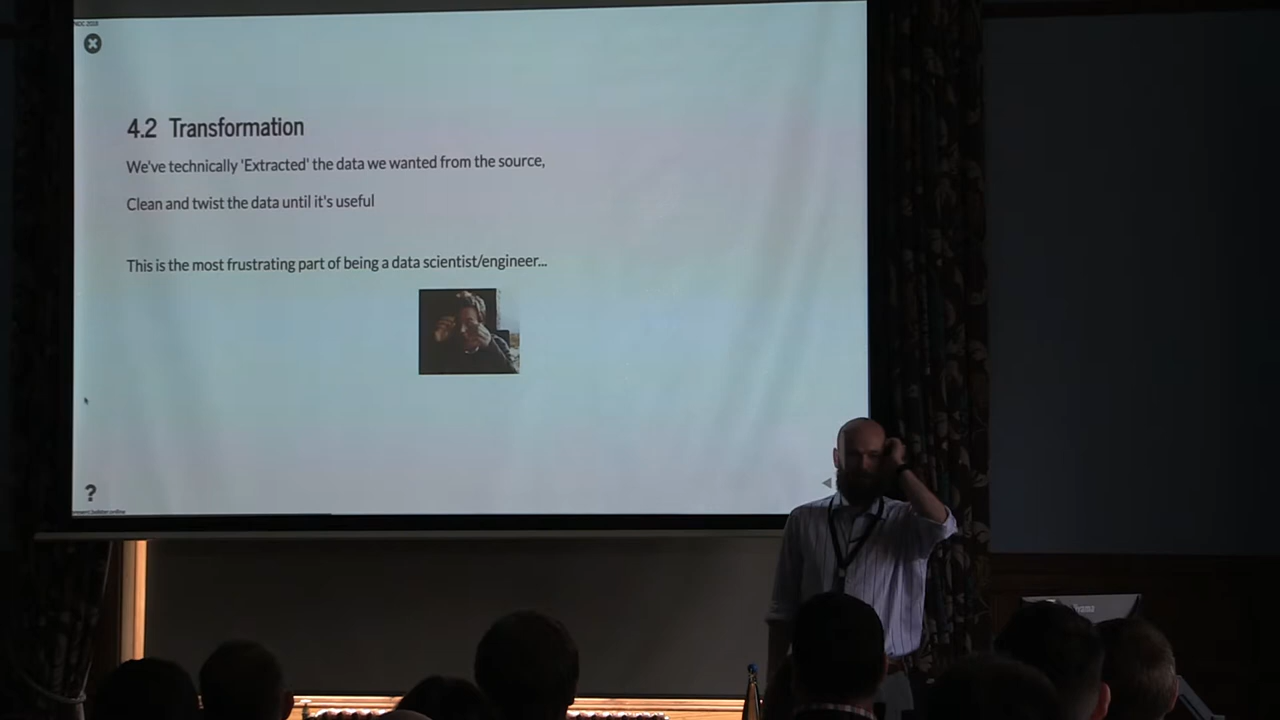 4.2 Transformation
We've technically 'Extracted' the data we wanted from the source,
Clean and twist the data until it's useful
This is the most frustrating part of being a data scientist/engineer...
?